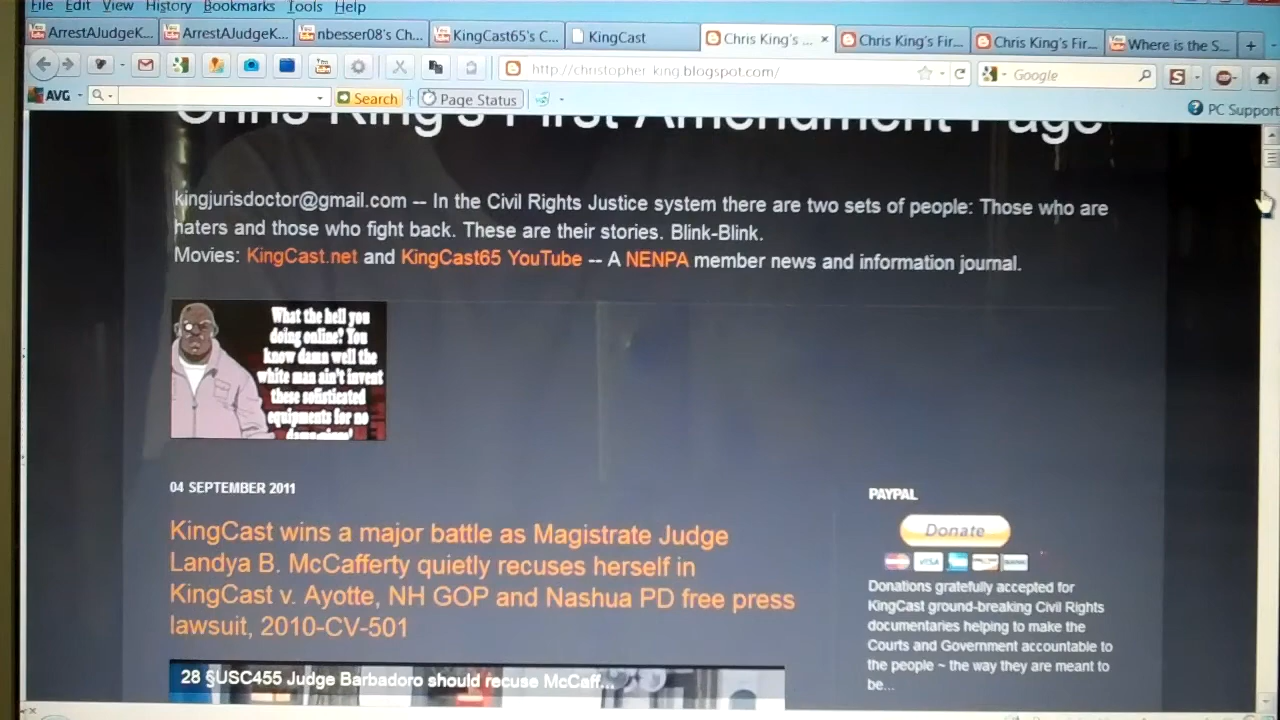 File Edit View History Bookmarks Tools Help
ArrestAJudgeK... ArrestAJudgeK... nbesser08's Ch... KingCast65's C... KingCast Chris King's ... × Chris King's Fir... Chris King's Fir... Where is the S... +
http://christopher-king.blogspot.com/ Google
AVG Search Page Status
PC Support
Chris King's First Amendment Page
kingjurisdoctor@gmail.com -- In the Civil Rights Justice system there are two sets of people: Those who are
haters and those who fight back. These are their stories. Blink-Blink.
Movies: KingCast.net and KingCast65 YouTube -- A NENPA member news and information journal.
What the hell you
doing online? You
know damn well the
white man ain't invent
these sofisticated
equipments for no
04 SEPTEMBER 2011
KingCast wins a major battle as Magistrate Judge
Landya B. McCafferty quietly recuses herself in
KingCast v. Ayotte, NH GOP and Nashua PD free press
lawsuit, 2010-CV-501
28 §USC455 Judge Barbadoro should recuse McCaff...
PAYPAL
Donate
VISA
Donations gratefully accepted for
KingCast ground-breaking Civil Rights
documentaries helping to make the
Courts and Government accountable to
the people ~ the way they are meant to
be...